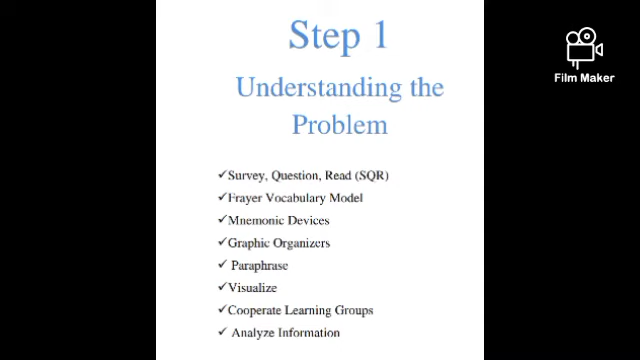 Step 1
Understanding the
Problem
✓Survey, Question, Read (SQR)
✓Frayer Vocabulary Model
✓Mnemonic Devices
✓Graphic Organizers
✓ Paraphrase
✓Visualize
✓Cooperate Learning Groups
✓ Analyze Information
Film Maker